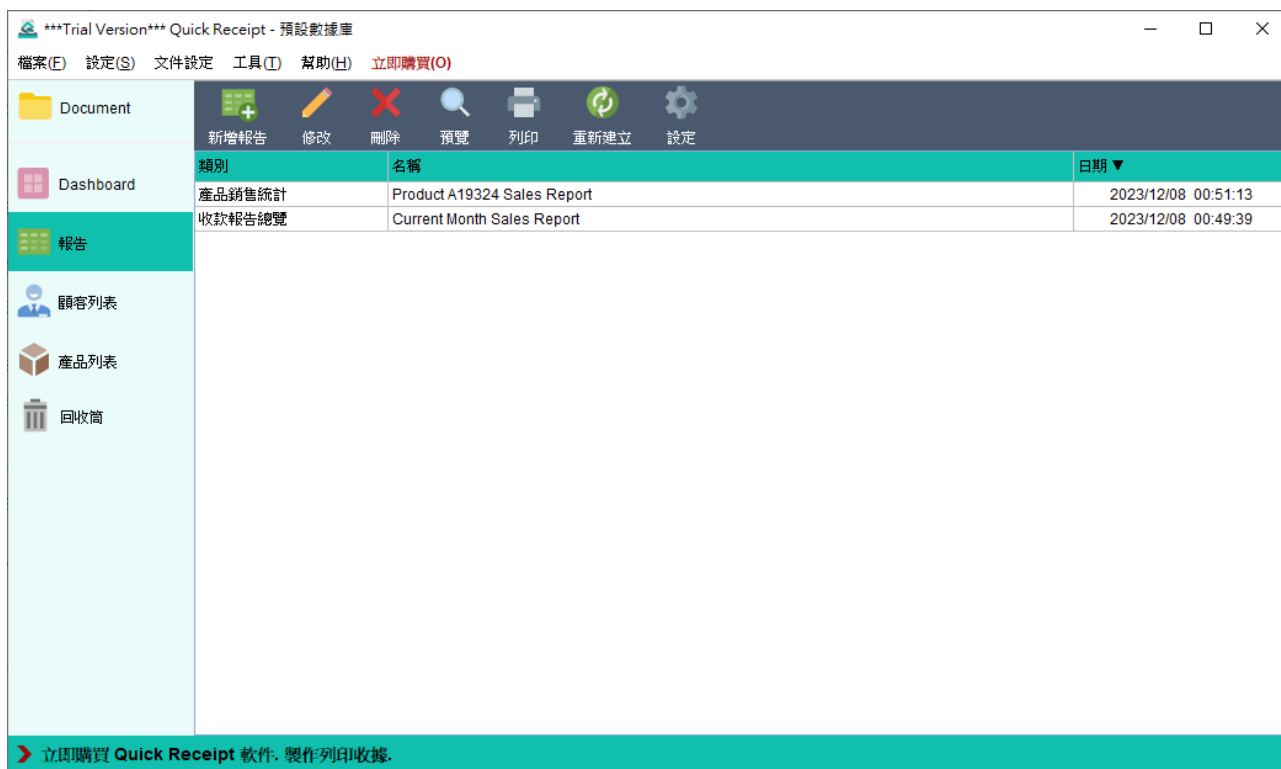 ***Trial Version*** Quick Receipt - 預設數據庫
檔案(F) 設定(S) 文件設定 工具(T) 幫助(H) 立即購買(O)
Document
新增報告 修改 刪除 預覽 列印 重新建立 設定
Dashboard
報告
顧客列表
產品列表
回收筒
類別 名稱 日期▼
產品銷售統計 Product A19324 Sales Report 2023/12/08 00:51:13
收款報告總覽 Current Month Sales Report 2023/12/08 00:49:39
立即購買 Quick Receipt 軟件. 製作列印收據.